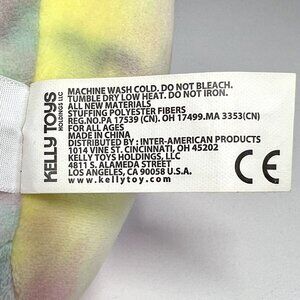 KELLY TOYS
HOLDINGS LLC
MACHINE WASH COLD. DO NOT BLEACH.
TUMBLE DRY LOW HEAT. DO NOT IRON.
ALL NEW MATERIALS
STUFFING POLYESTER FIBERS
REG.NO.PA 17539 (CN). OH 17499.MA 3353(CN)
FOR ALL AGES
MADE IN CHINA
DISTRIBUTED BY : INTER-AMERICAN PRODUCTS
1014 VINE ST. CINCINNATI, OH 45202
KELLY TOYS HOLDINGS, LLC
4811 S. ALAMEDA STREET
LOS ANGELES, CA 90058 U.S.A.
www.kellytoy.com
CE